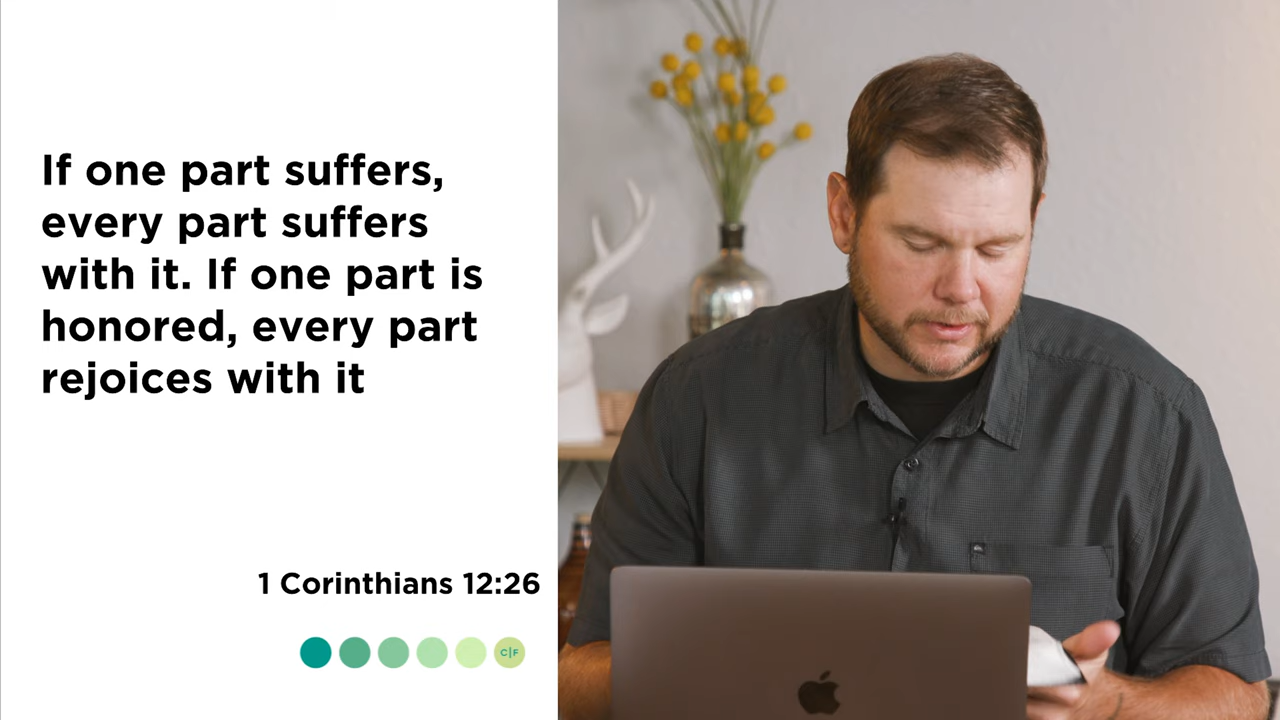 If one part suffers,
every part suffers
with it. If one part is
honored, every part
rejoices with it
1 Corinthians 12:26
C|F